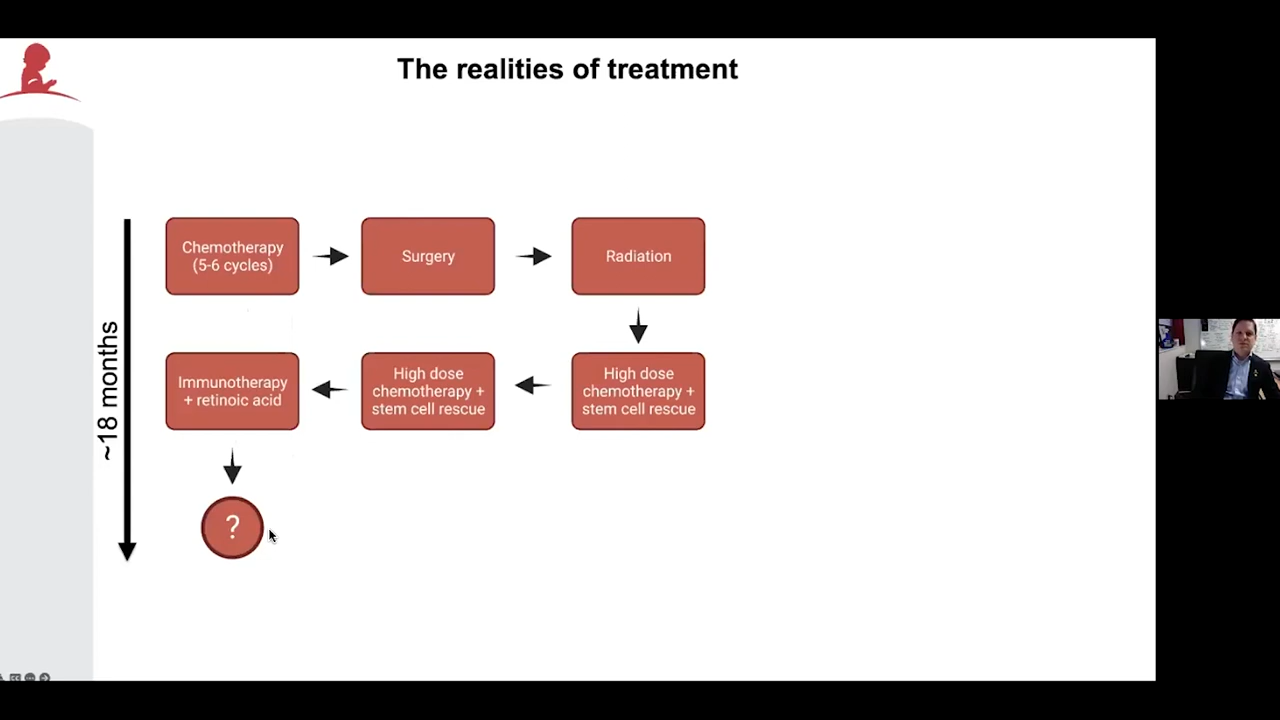 The realities of treatment
~18 months
Chemotherapy
(5-6 cycles)
Surgery
Radiation
High dose
chemotherapy +
stem cell rescue
High dose
chemotherapy +
stem cell rescue
Immunotherapy
+ retinoic acid
?